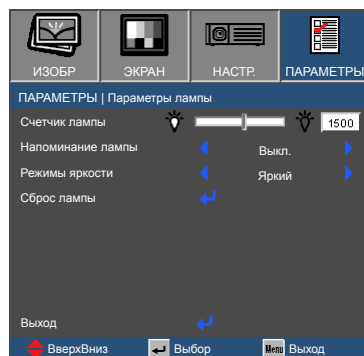 ИЗОБР ЭКРАН НАСТР. ПАРАМЕТРЫ
ПАРАМЕТРЫ | Параметры лампы
Счетчик лампы 1500
Напоминание лампы Выкл.
Режимы яркости Яркий
Сброс лампы
Выход
ВверхВниз Выбор Menu Выход